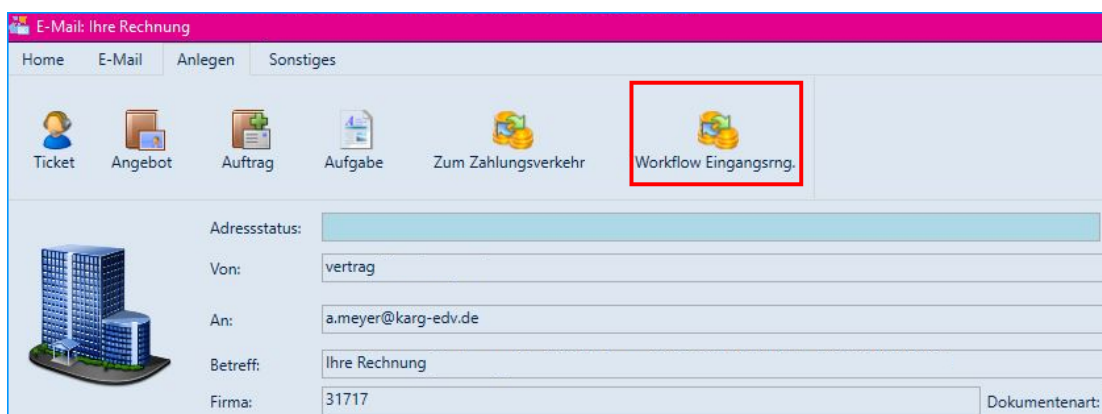 E-Mail: Ihre Rechnung
Home E-Mail Anlegen Sonstiges
Ticket Angebot Auftrag Aufgabe Zum Zahlungsverkehr Workflow Eingangsrng.
Adressstatus:
Von: vertrag
An: a.meyer@karg-edv.de
Betreff: Ihre Rechnung
Firma: 31717 Dokumentenart: